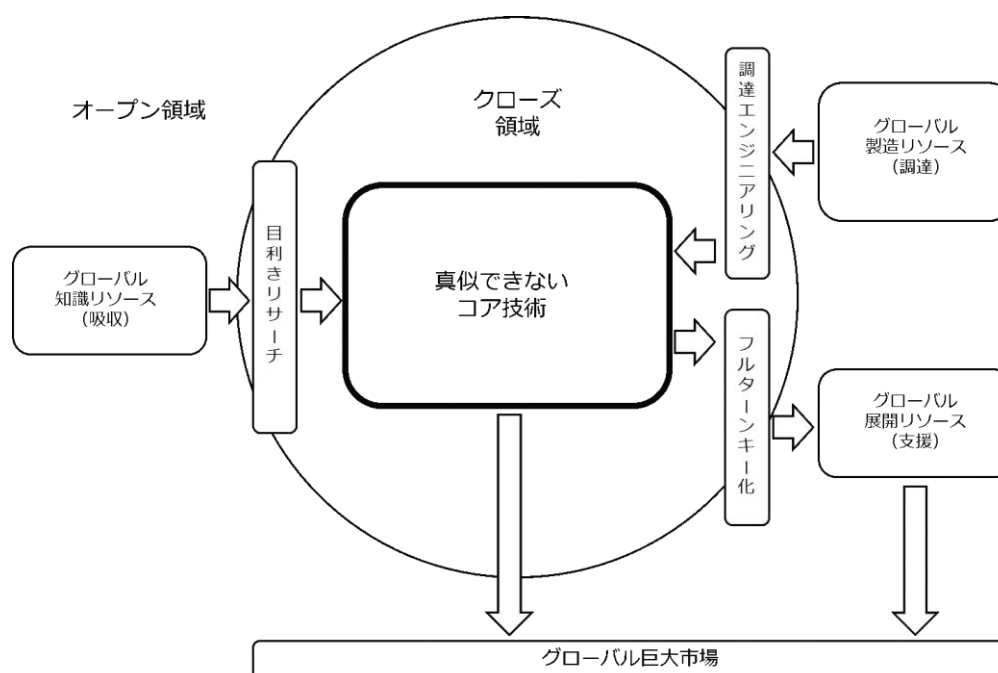 オープン領域
クローズ
領域
調達エンジニアリング
グローバル
製造リソース
（調達）
目利きリサーチ
グローバル
知識リソース
（吸収）
真似できない
コア技術
フルターンキー化
グローバル
展開リソース
（支援）
グローバル巨大市場